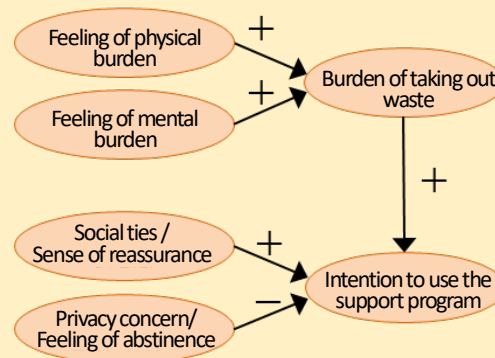 Feeling of physical
burden
+
Burden of taking out
waste
+
Feeling of mental
burden
+
Social ties /
Sense of reassurance
+
Intention to use the
support program
−
Privacy concern/
Feeling of abstinence